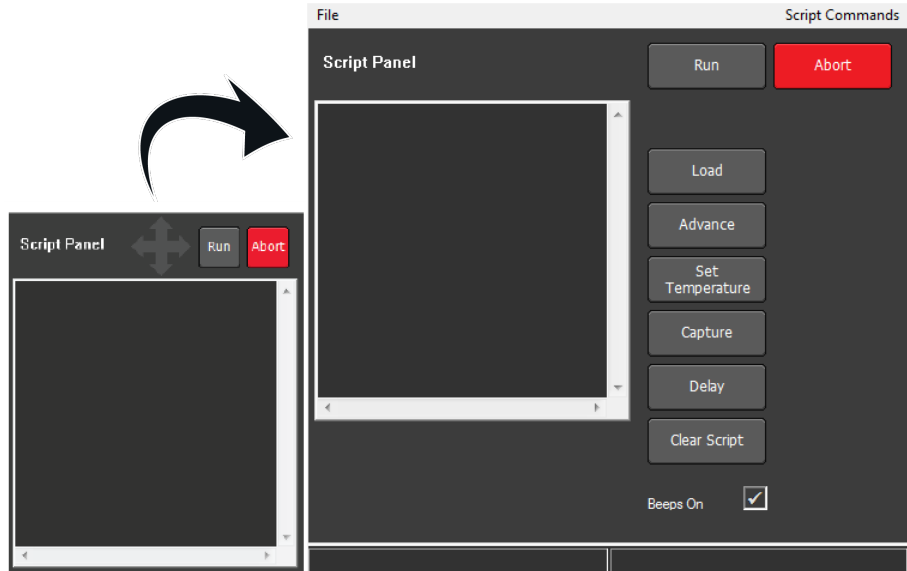 File
Script Commands
Script Panel
Run
Abort
Load
Advance
Set
Temperature
Capture
Delay
Clear Script
Beeps On
Script Panel
Run
Abort